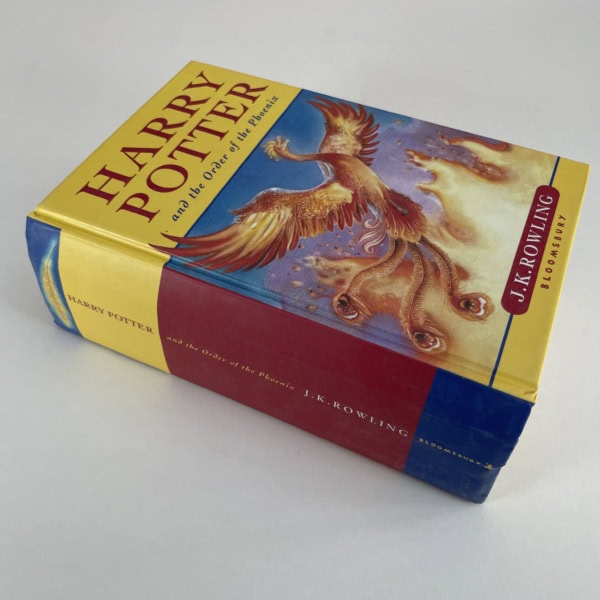 HARRY
POTTER
and the Order of the Phoenix
J.K.ROWLING
BLOOMSBURY
HARRY POTTER
and the Order of the Phoenix
J.K.ROWLING
BLOOMSBURY